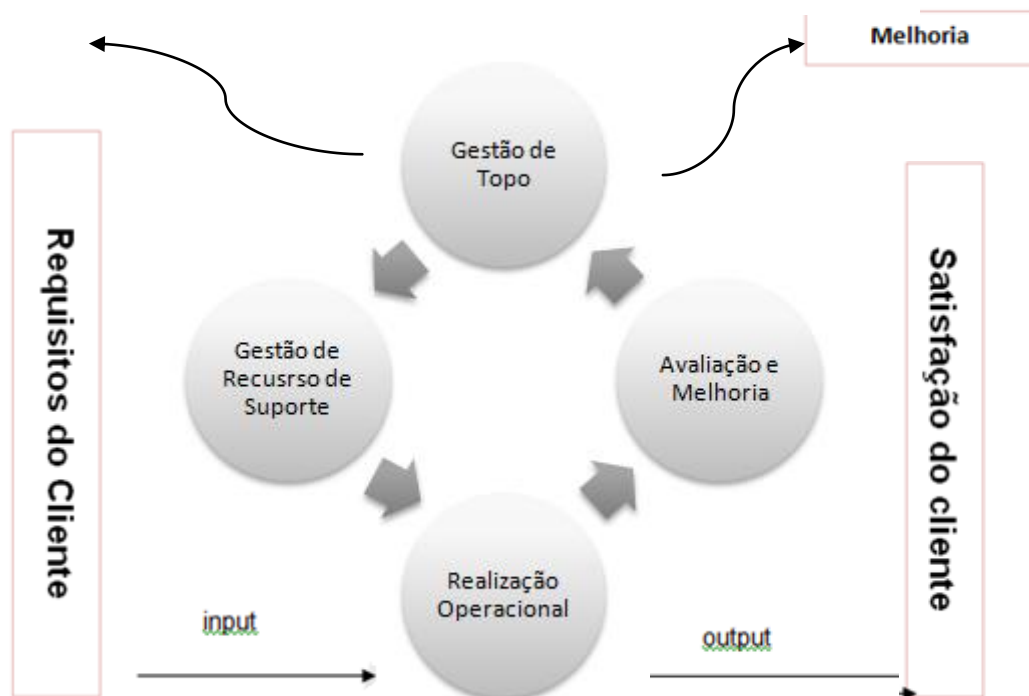 Melhoria
Gestão de
Topo
Requisitos do Cliente
Gestão de
Recusrso de
Suporte
Avaliação e
Melhoria
Satisfação do cliente
Realização
Operacional
input
output